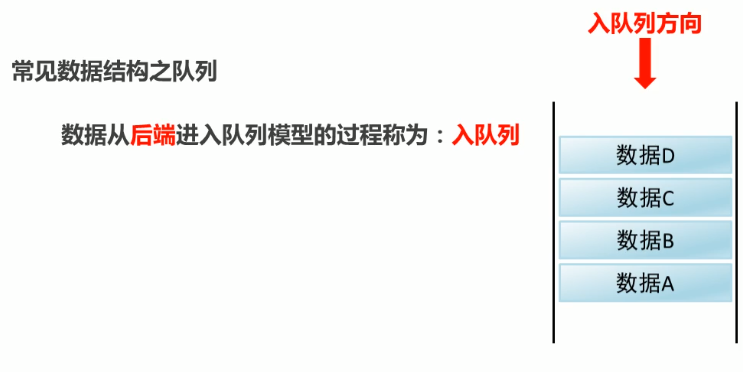 入队列方向
常见数据结构之队列
数据从后端进入队列模型的过程称为：入队列
数据D
数据C
数据B
数据A